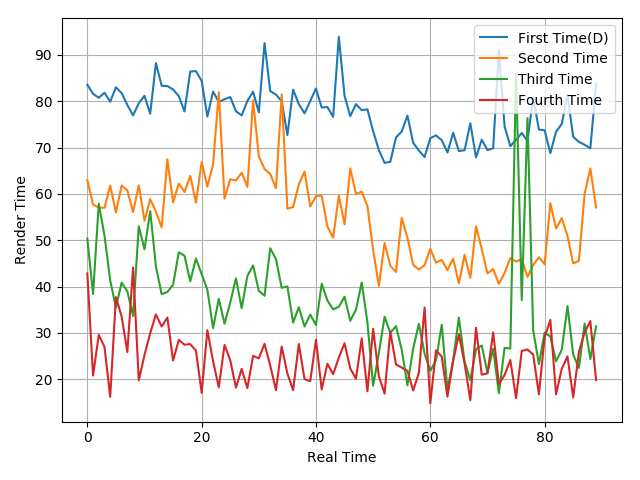 First Time(D)
Second Time
Third Time
Fourth Time
Render Time
90
80
70
60
50
40
30
20
0 20 40 60 80
Real Time